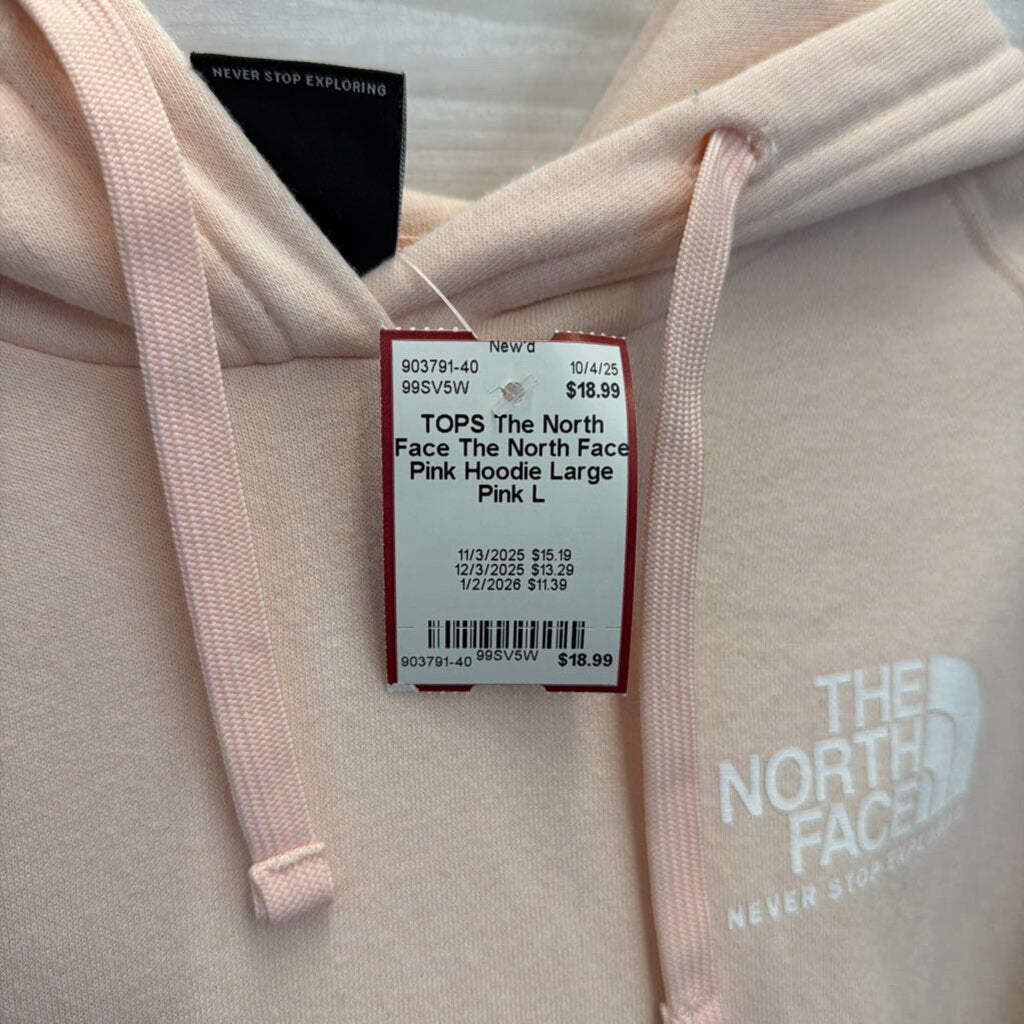 NEVER STOP EXPLORING
New'd
903791-40 10/4/25
99SV5W $18.99
TOPS The North
Face The North Face
Pink Hoodie Large
Pink L
11/3/2025 $15.19
12/3/2025 $13.29
1/2/2026 $11.39
903791-40 99SV5W $18.99
THE
NORTH
FACE
NEVER STOP EXPLORING